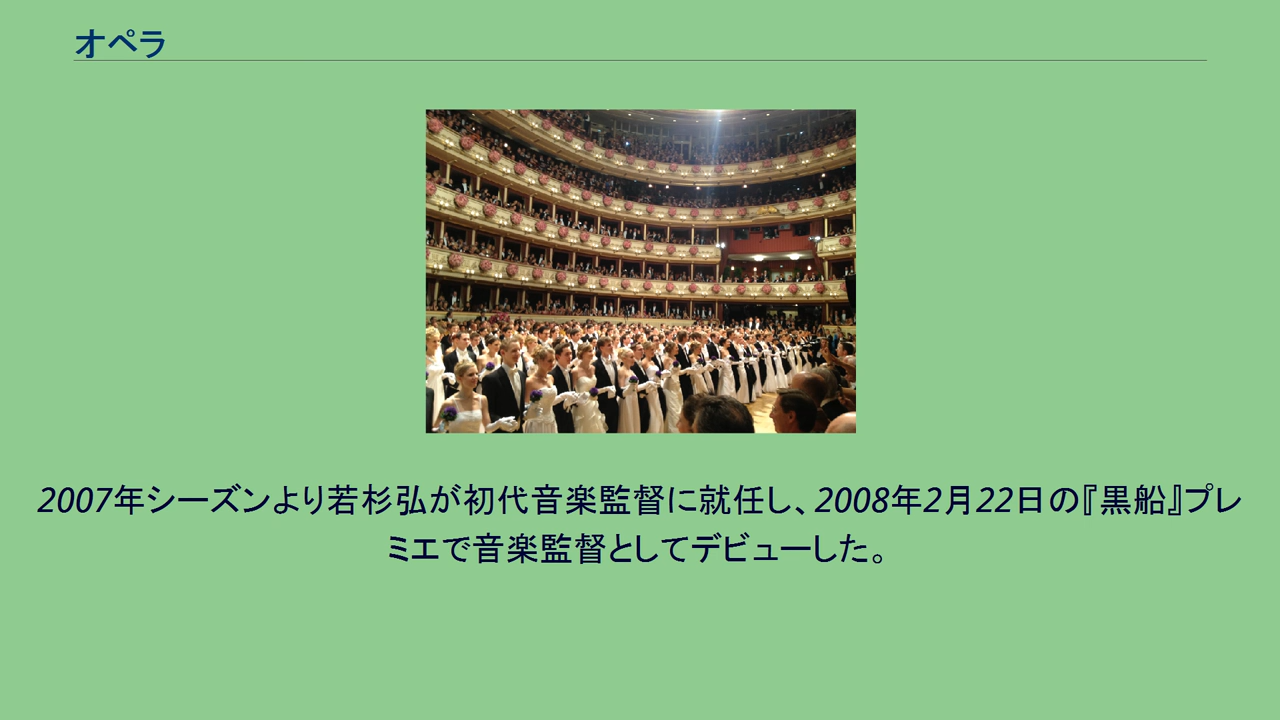 オペラ
2007年シーズンより若杉弘が初代音楽監督に就任し、2008年2月22日の『黒船』プレ
ミエで音楽監督としてデビューした。